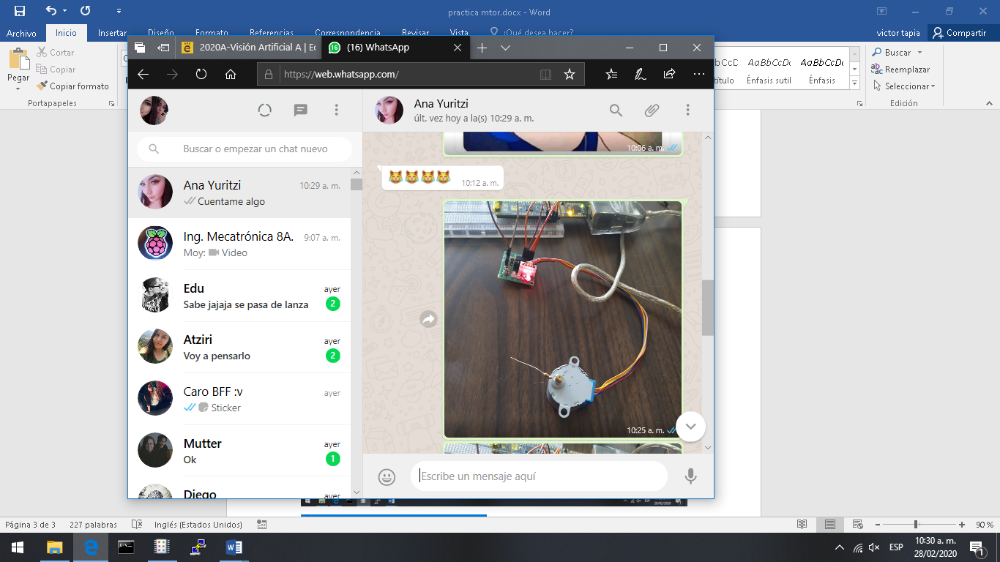 practica mtor.docx - Word
Archivo Inicio Insertar Diseño Formato Referencias Correspondencia Revisar Vista ¿Qué desea hacer? victor tapia Compartir
2020A-Visión Artificial A | Ec
(16) WhatsApp
Pegar
Cortar
Copiar
Copiar formato
Portapapeles
https://web.whatsapp.com/
AaBbCcDc AaBbCcDc
Énfasis sutil Énfasis
Buscar
Reemplazar
Seleccionar
Edición
Ana Yuritzi
últ. vez hoy a la(s) 10:29 a. m.
Buscar o empezar un chat nuevo
Ana Yuritzi 10:29 a. m.
Cuentame algo
Ing. Mecatrónica 8A. 9:07 a. m.
Moy: Video
Edu ayer
Sabe jajaja se pasa de lanza 2
Atziri ayer
Voy a pensarlo 2
Caro BFF :v ayer
Sticker
Mutter ayer
Ok 1
Diego ayer
10:06 a. m.
10:12 a. m.
10:25 a. m.
Escribe un mensaje aquí
Página 3 de 3 227 palabras Inglés (Estados Unidos) 90 %
ESP
10:30 a. m.
28/02/2020
1